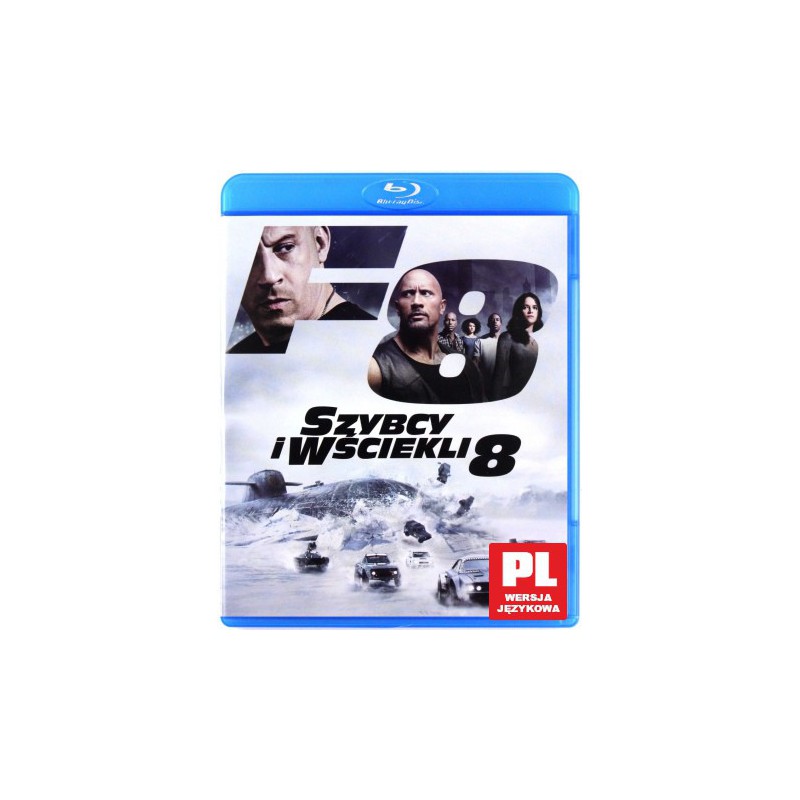 Blu-ray Disc
F8
SZYBCY
i WŚCIEKLI 8
PL
WERSJA
JĘZYKOWA